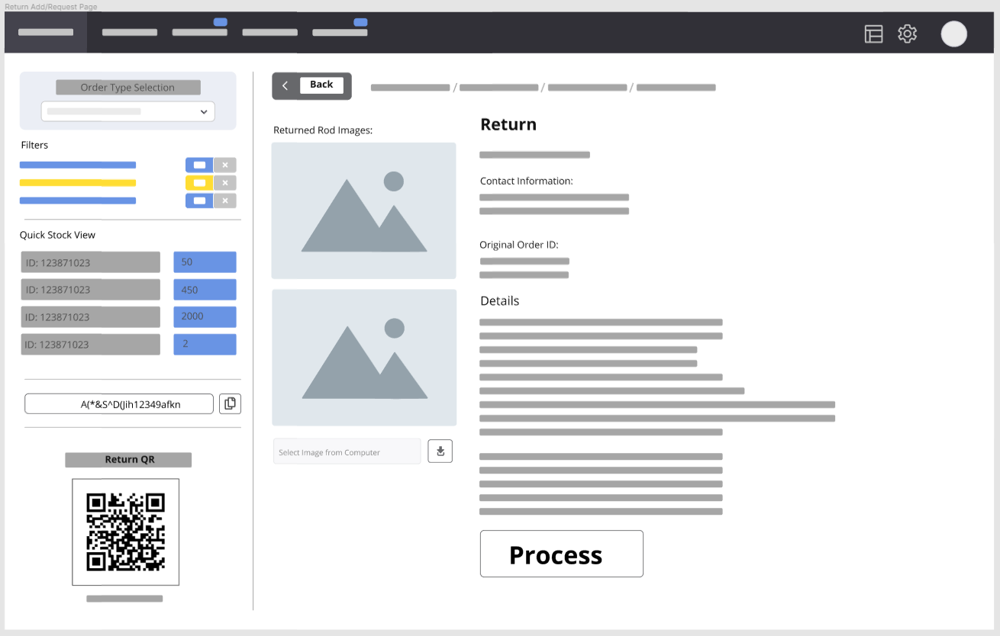 Return Add/Request Page
Order Type Selection
Filters
Quick Stock View
ID: 123871023 50
ID: 123871023 450
ID: 123871023 2000
ID: 123871023 2
A(*&S^D(Jih12349afkn
Return QR
Back
/ / /
Returned Rod Images:
Select Image from Computer
Return
Contact Information:
Original Order ID:
Details
Process